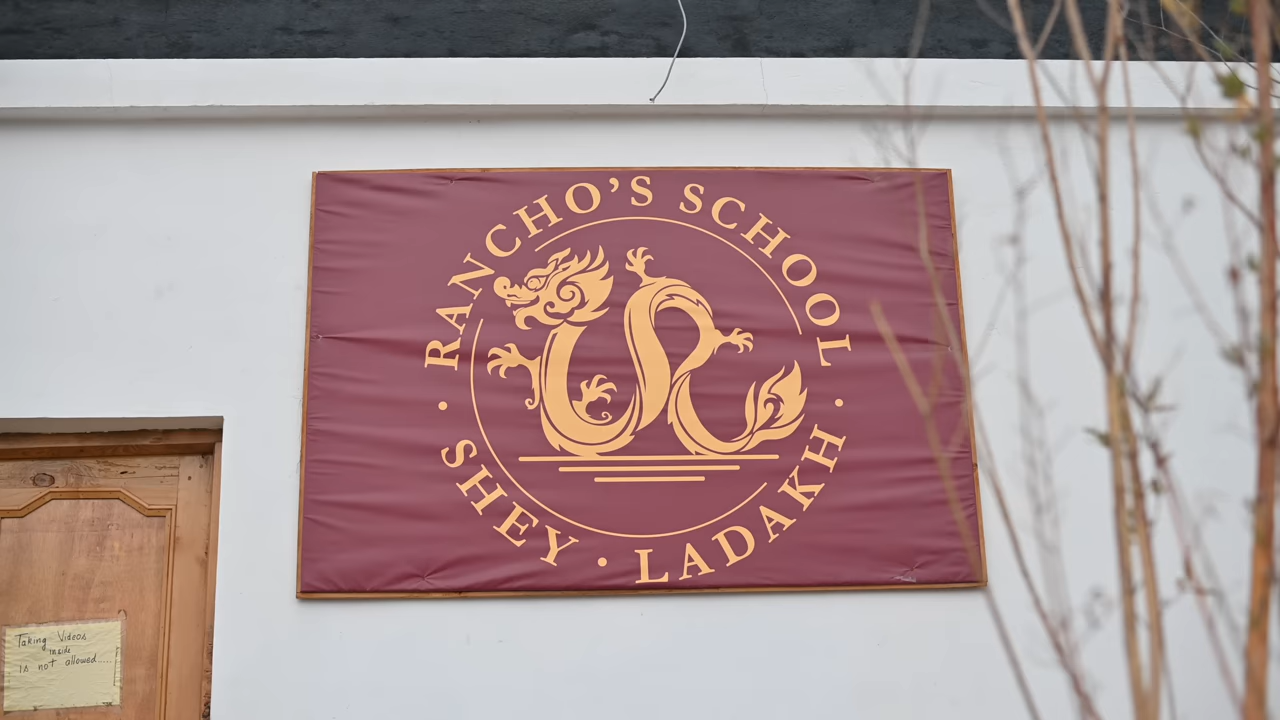 RANCHO'S SCHOOL
· SHEY · LADAKH ·
Taking Videos
inside
is not allowed.....